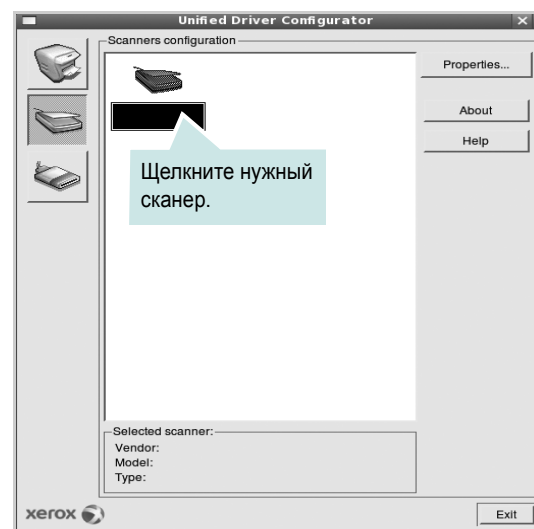 Unified Driver Configurator
Scanners configuration
Properties...
About
Help
Щелкните нужный
сканер.
Selected scanner:
Vendor:
Model:
Type:
xerox
Exit